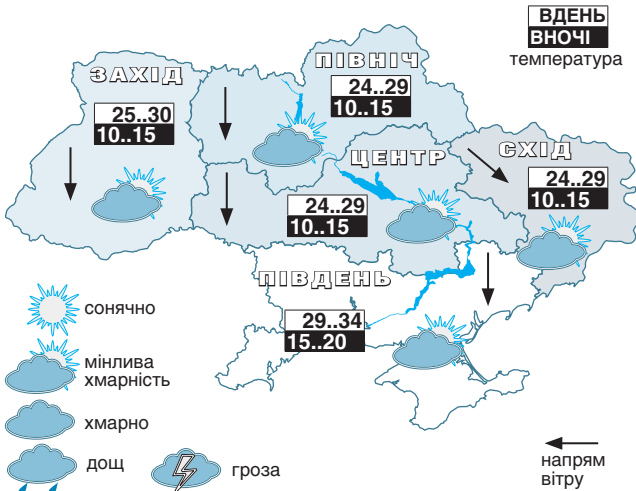 ВДЕНЬ
ВНОЧІ
температура
ПІВНІЧ
24..29
10..15
ЗАХІД
25..30
10..15
ЦЕНТР
24..29
10..15
СХІД
24..29
10..15
ПІВДЕНЬ
29..34
15..20
сонячно
мінлива
хмарність
хмарно
дощ
гроза
напрям
вітру